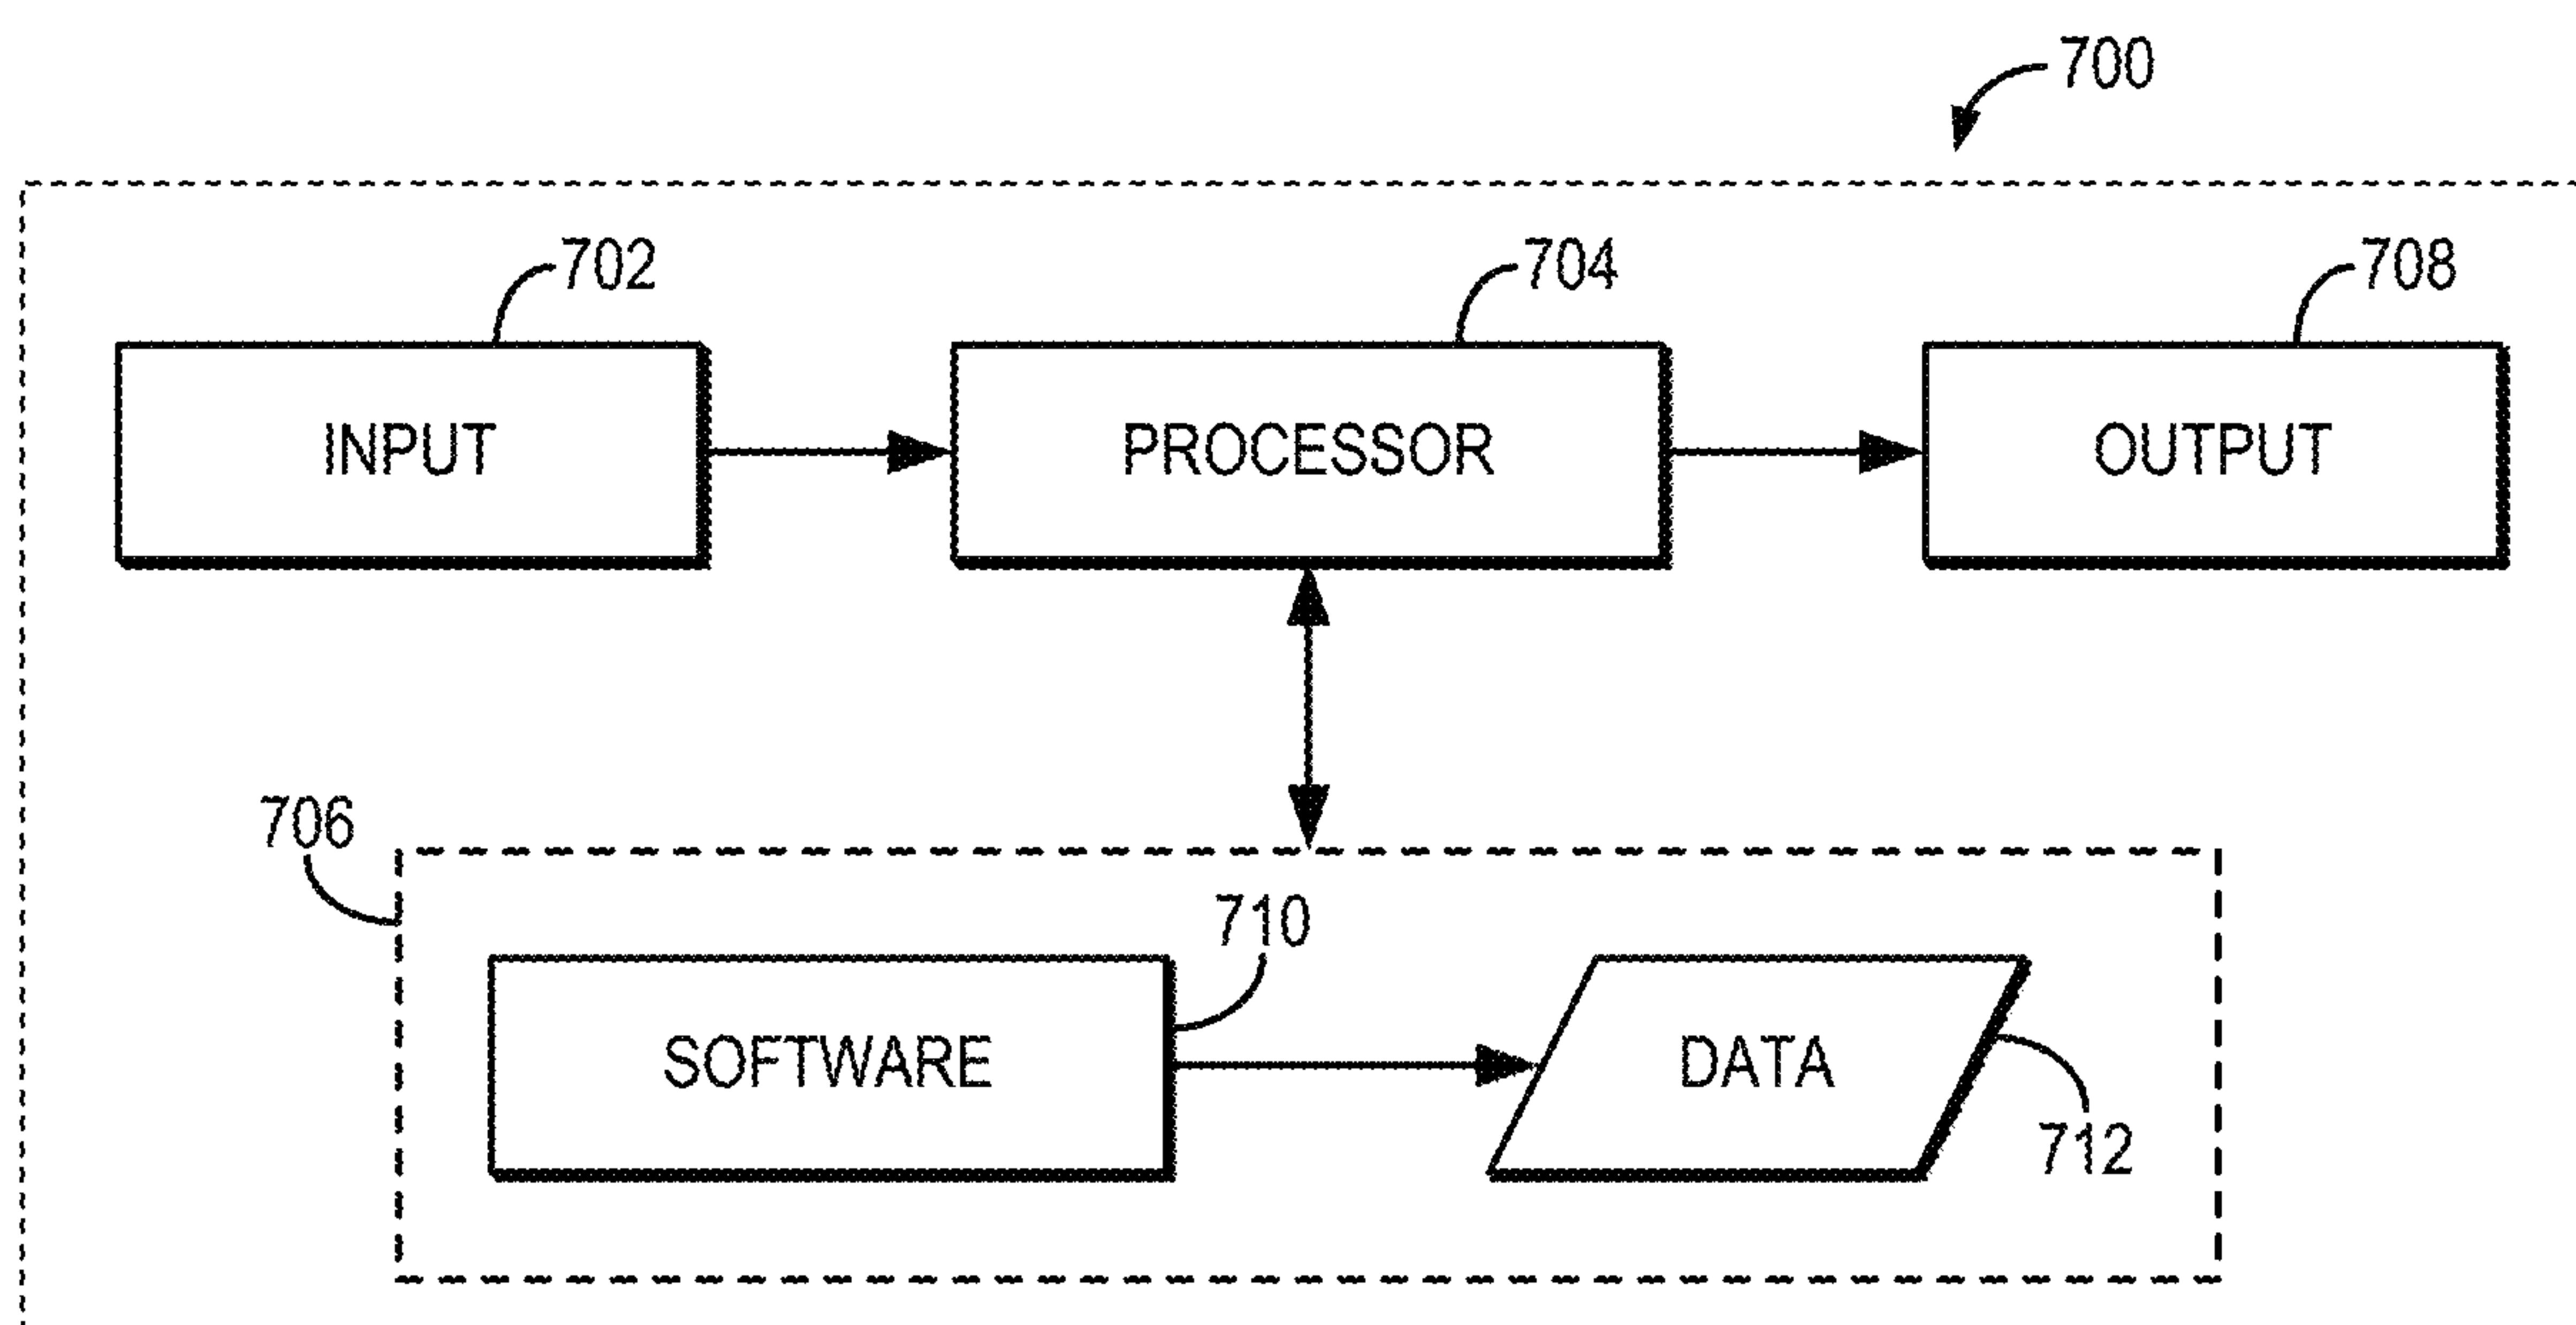 700
702
704
708
INPUT
PROCESSOR
OUTPUT
706
710
SOFTWARE
DATA
712